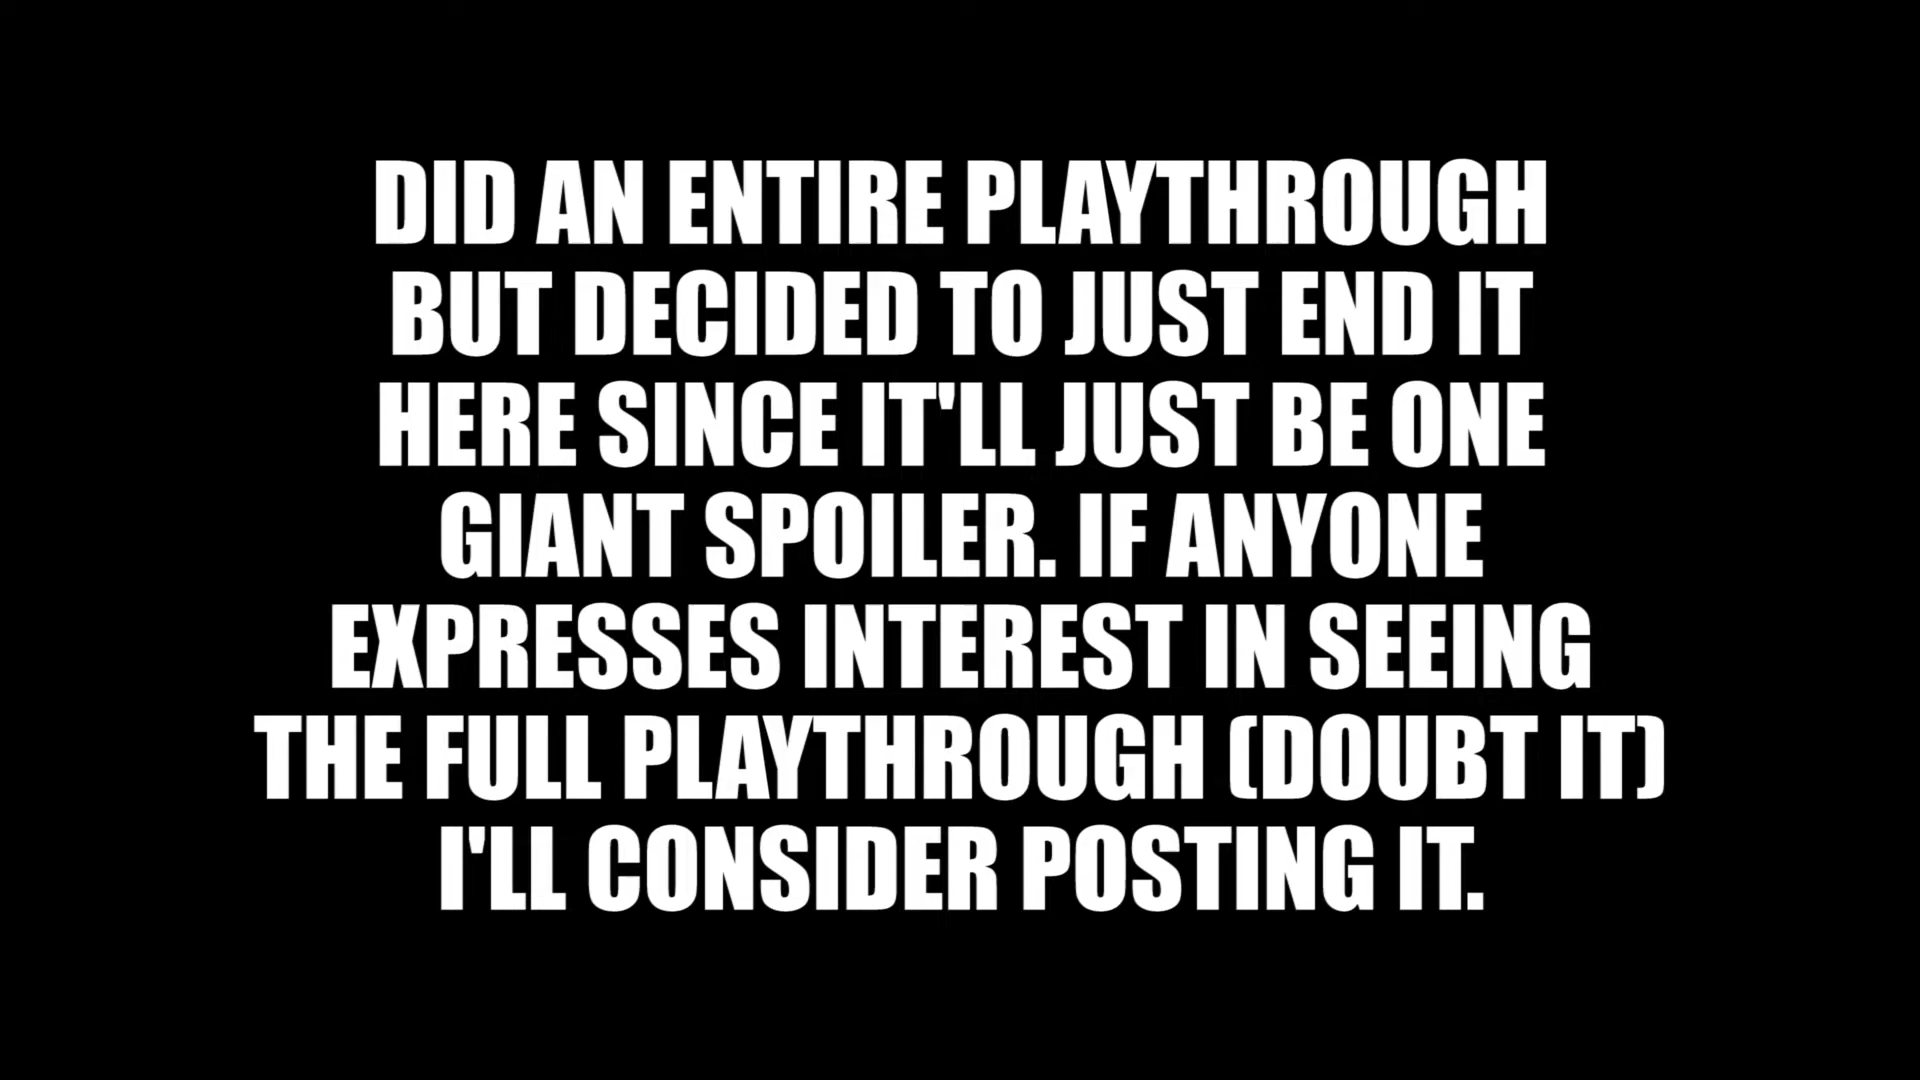 DID AN ENTIRE PLAYTHROUGH
BUT DECIDED TO JUST END IT
HERE SINCE IT'LL JUST BE ONE
GIANT SPOILER. IF ANYONE
EXPRESSES INTEREST IN SEEING
THE FULL PLAYTHROUGH (DOUBT IT)
I'LL CONSIDER POSTING IT.